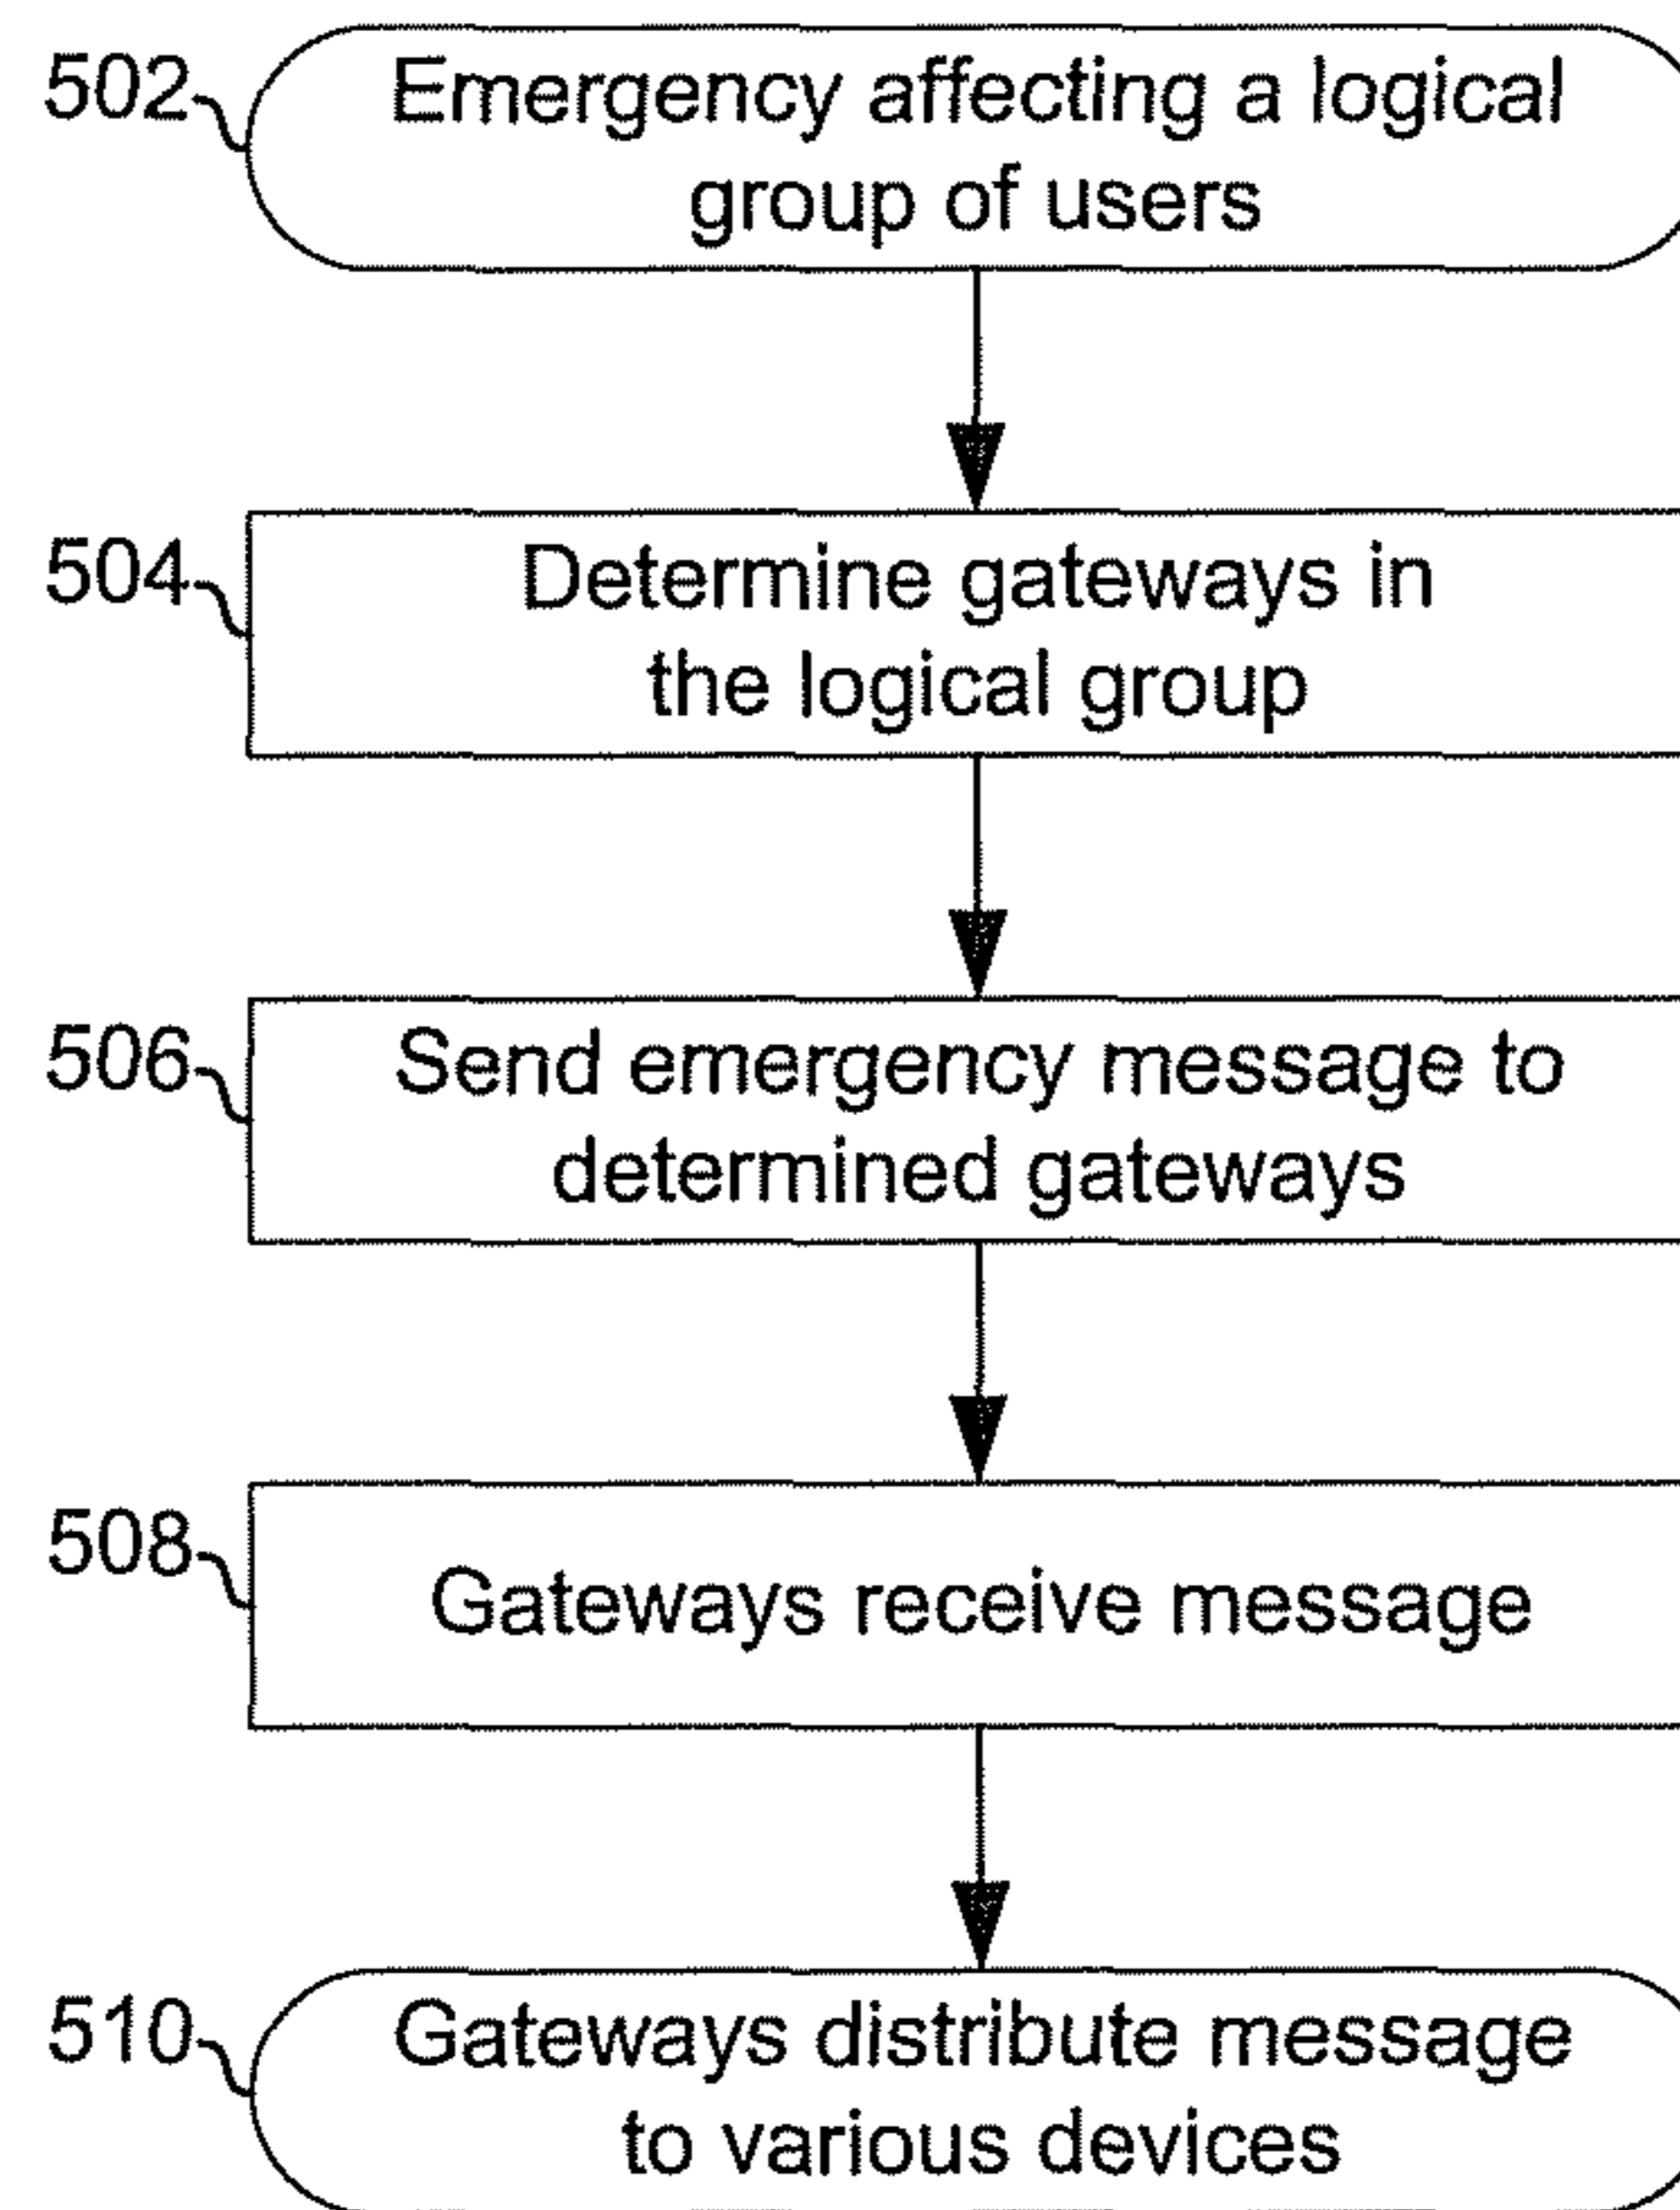 502
Emergency affecting a logical
group of users
504
Determine gateways in
the logical group
506
Send emergency message to
determined gateways
508
Gateways receive message
510
Gateways distribute message
to various devices